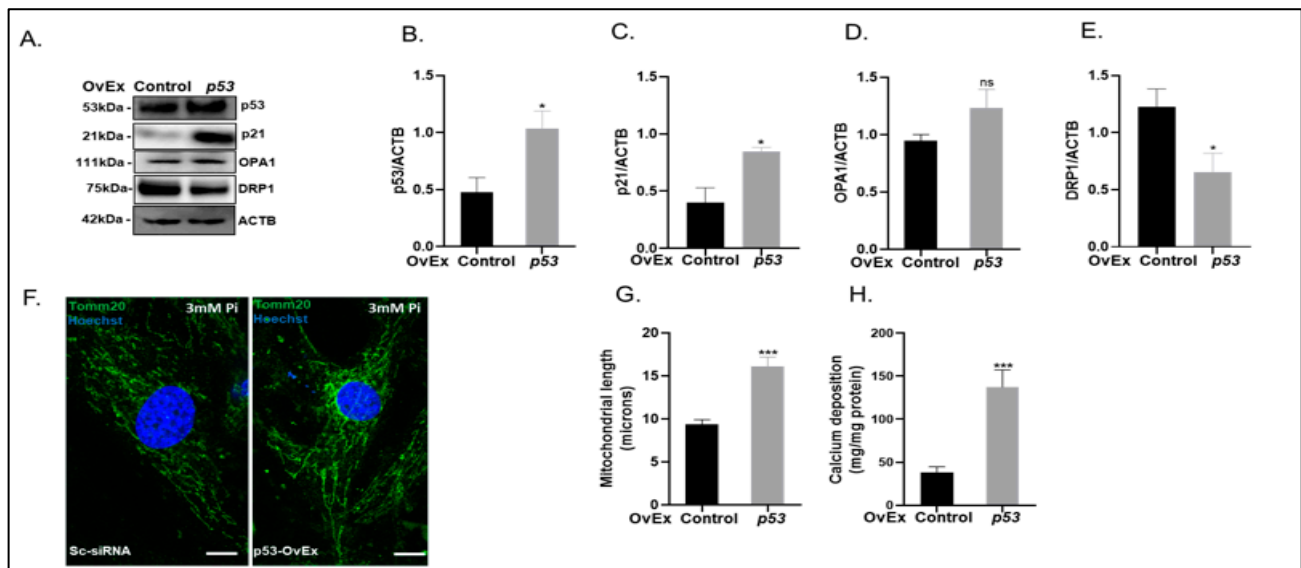 A.
OvEx Control p53
53kDa - p53
21kDa - p21
111kDa - OPA1
75kDa- DRP1
42kDa - ACTB
B.
p53/ACTB
1.5
1.0
0.5
0.0
*
OvEx Control p53
C.
p21/ACTB
1.5
1.0
0.5
0.0
*
OvEx Control p53
D.
OPA1/ACTB
1.5
1.0
0.5
0.0
ns
OvEx Control p53
E.
DRP1/ACTB
1.5
1.0
0.5
0.0
*
OvEx Control p53
F.
Tomm20
Hoechst
3mM Pi
Sc-siRNA
Tomm20
Hoechst
3mM Pi
p53-OvEx
G.
Mitochondrial length
(microns)
20
15
10
5
0
***
OvEx Control p53
H.
Calcium deposition
(mg/mg protein)
200
150
100
50
0
***
OvEx Control p53